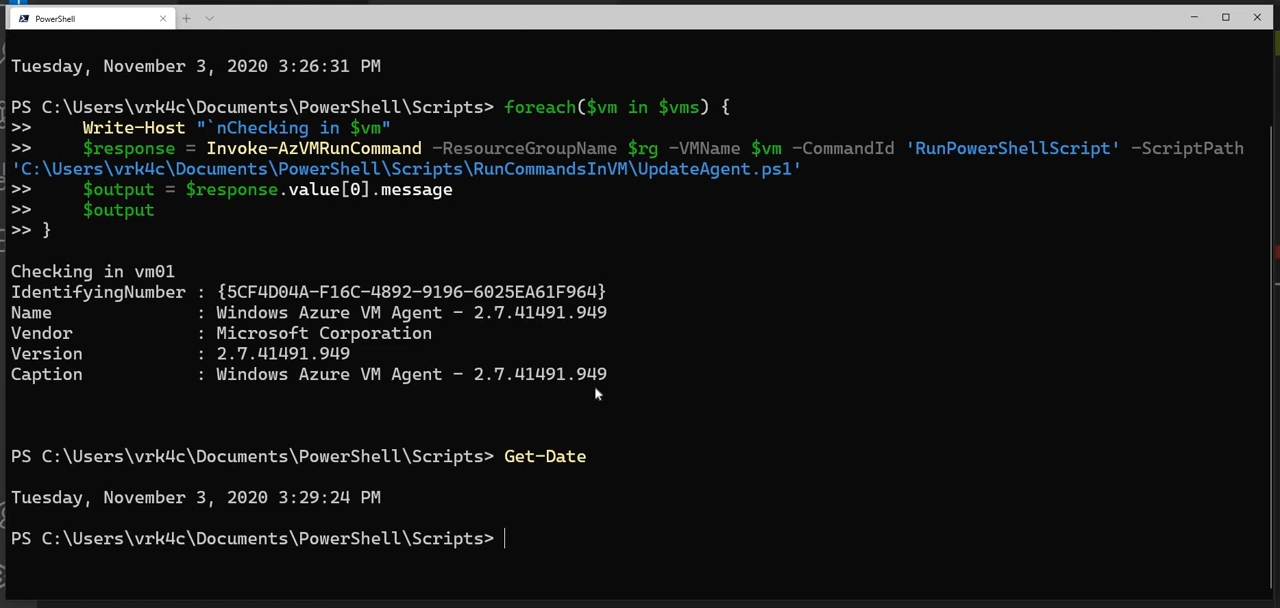 PowerShell
Tuesday, November 3, 2020 3:26:31 PM
PS C:\Users\vrk4c\Documents\PowerShell\Scripts> foreach($vm in $vms) {
>>     Write-Host "`nChecking in $vm"
>>     $response = Invoke-AzVMRunCommand -ResourceGroupName $rg -VMName $vm -CommandId 'RunPowerShellScript' -ScriptPath
'C:\Users\vrk4c\Documents\PowerShell\Scripts\RunCommandsInVM\UpdateAgent.ps1'
>>     $output = $response.value[0].message
>>     $output
>> }
Checking in vm01
IdentifyingNumber : {5CF4D04A-F16C-4892-9196-6025EA61F964}
Name              : Windows Azure VM Agent - 2.7.41491.949
Vendor            : Microsoft Corporation
Version           : 2.7.41491.949
Caption           : Windows Azure VM Agent - 2.7.41491.949
PS C:\Users\vrk4c\Documents\PowerShell\Scripts> Get-Date
Tuesday, November 3, 2020 3:29:24 PM
PS C:\Users\vrk4c\Documents\PowerShell\Scripts>